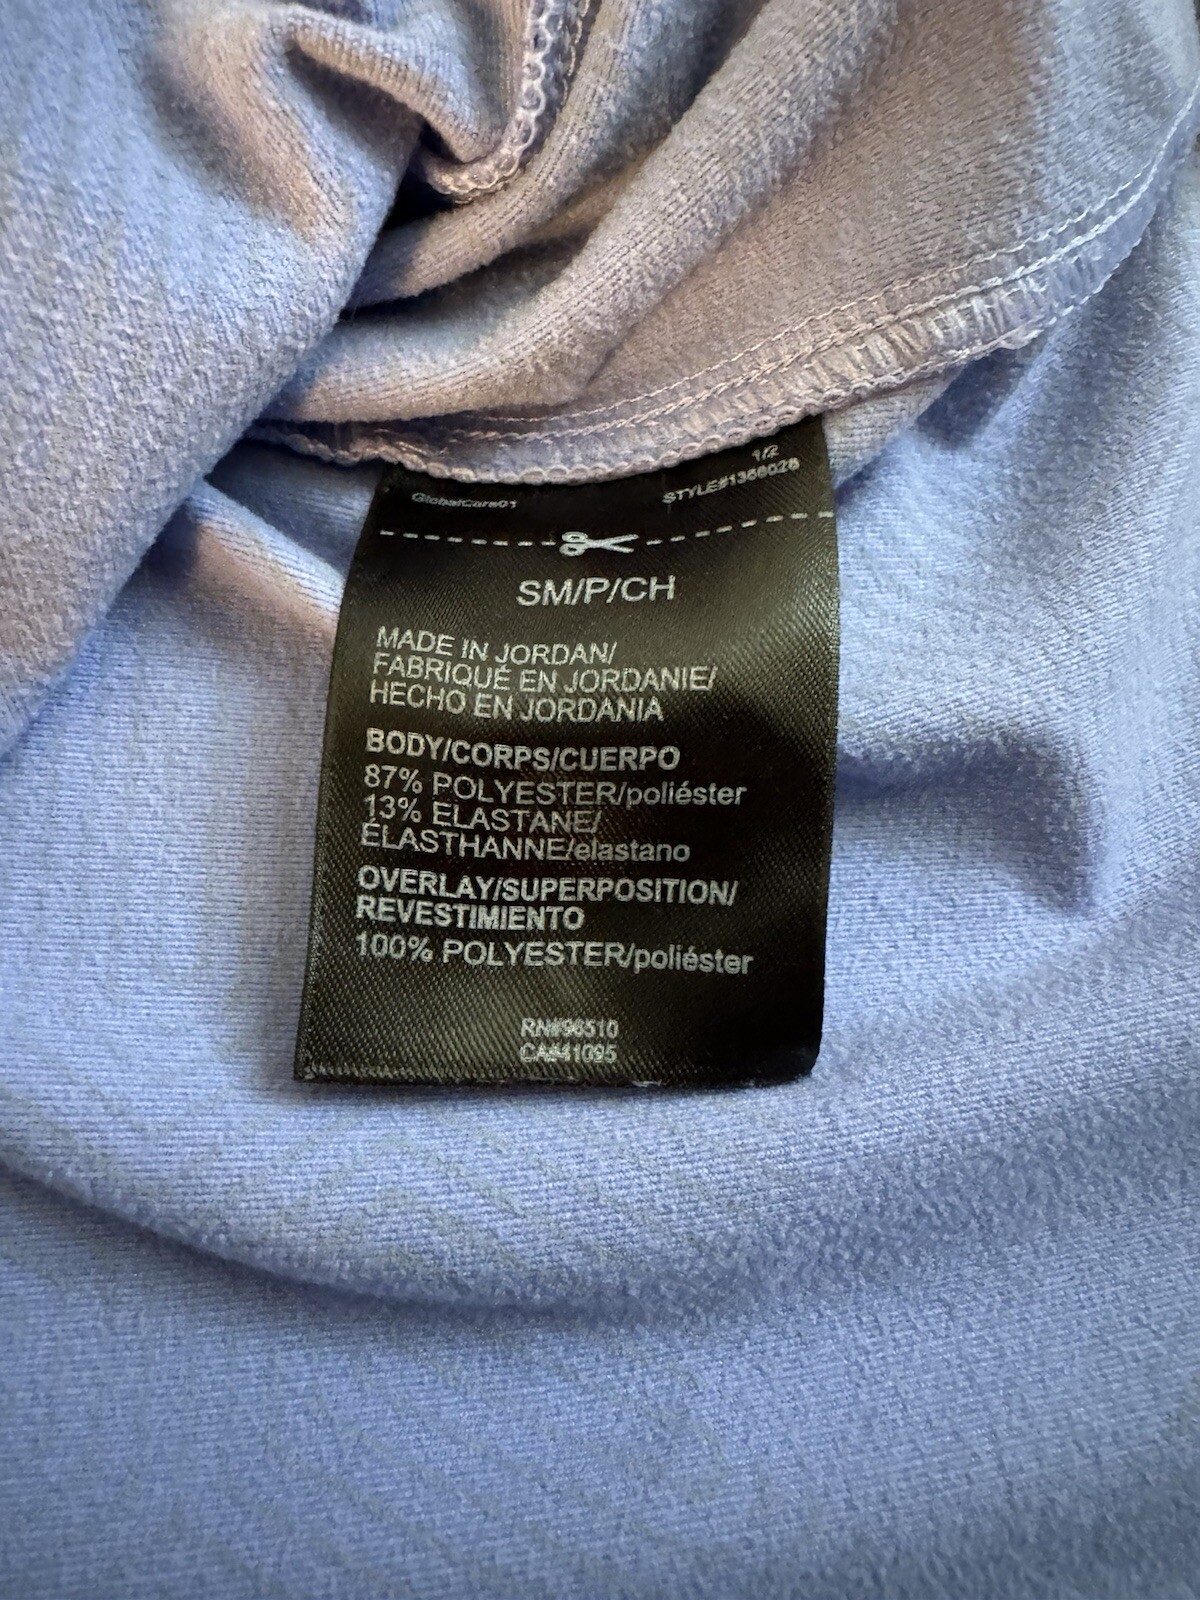 1/2
GlobalCare01
SM/P/CH
MADE IN JORDAN/
FABRIQUÉ EN JORDANIE/
HECHO EN JORDANIA
BODY/CORPS/CUERPO
87% POLYESTER/poliéster
13% ELASTANE/
ÉLASTHANNE/elastano
OVERLAY/SUPERPOSITION/
REVESTIMIENTO
100% POLYESTER/poliéster
RN#96510
CA#41095